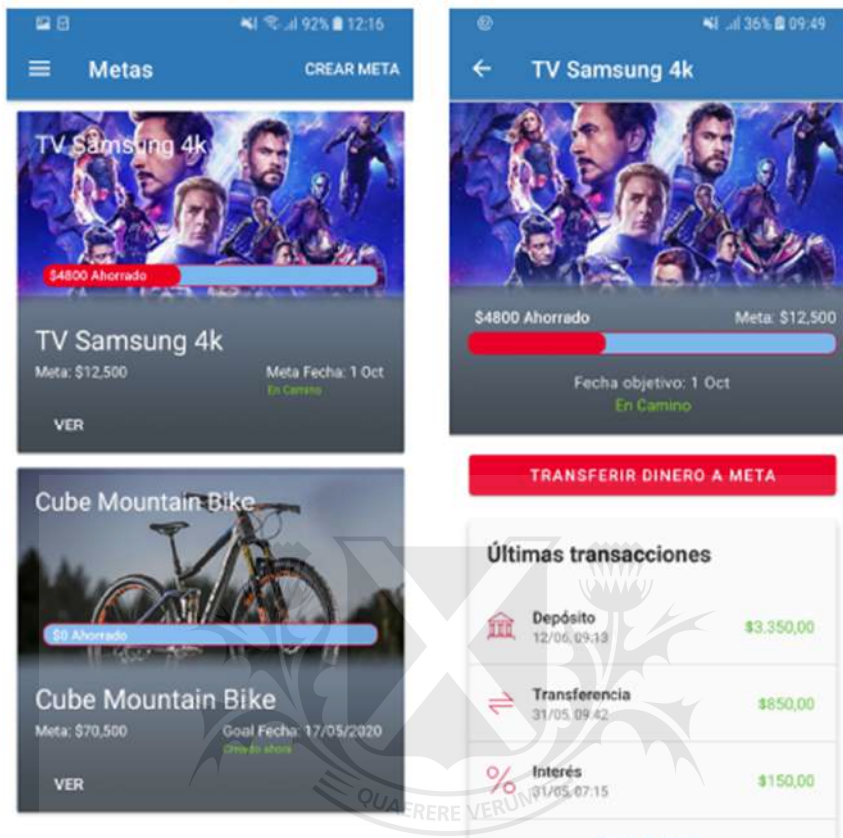 92% 12:16
Metas
CREAR META
TV Samsung 4k
$4800 Ahorrado
TV Samsung 4k
Meta: $12,500
Meta Fecha: 1 Oct
En Camino
VER
Cube Mountain Bike
$0 Ahorrado
Cube Mountain Bike
Meta: $70,500
Goal Fecha: 17/05/2020
VER
36% 09:49
TV Samsung 4k
$4800 Ahorrado
Meta: $12,500
Fecha objetivo: 1 Oct
En Camino
TRANSFERIR DINERO A META
Últimas transacciones
Depósito
12/06, 09:13
$3.350,00
Transferencia
31/05, 09:42
$850,00
Interés
31/05, 07:15
$150,00
QUAERERE VERUM